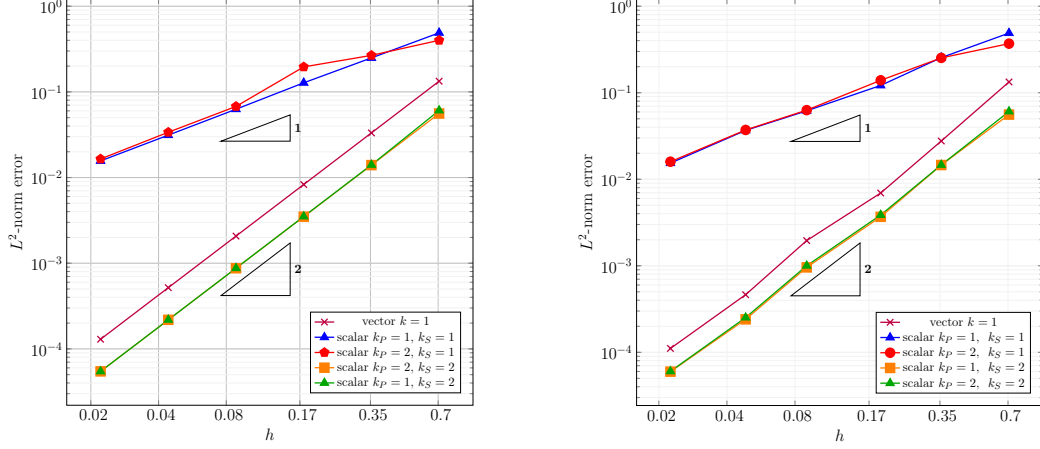 10^0
10^{-1}
10^{-2}
10^{-3}
10^{-4}
L^2-norm error
1
2
vector k = 1
scalar k_P = 1, k_S = 1
scalar k_P = 2, k_S = 1
scalar k_P = 2, k_S = 2
scalar k_P = 1, k_S = 2
0.02 0.04 0.08 0.17 0.35 0.7
h
10^0
10^{-1}
10^{-2}
10^{-3}
10^{-4}
L^2-norm error
1
2
vector k = 1
scalar k_P = 1, k_S = 1
scalar k_P = 2, k_S = 1
scalar k_P = 1, k_S = 2
scalar k_P = 2, k_S = 2
0.02 0.04 0.08 0.17 0.35 0.7
h